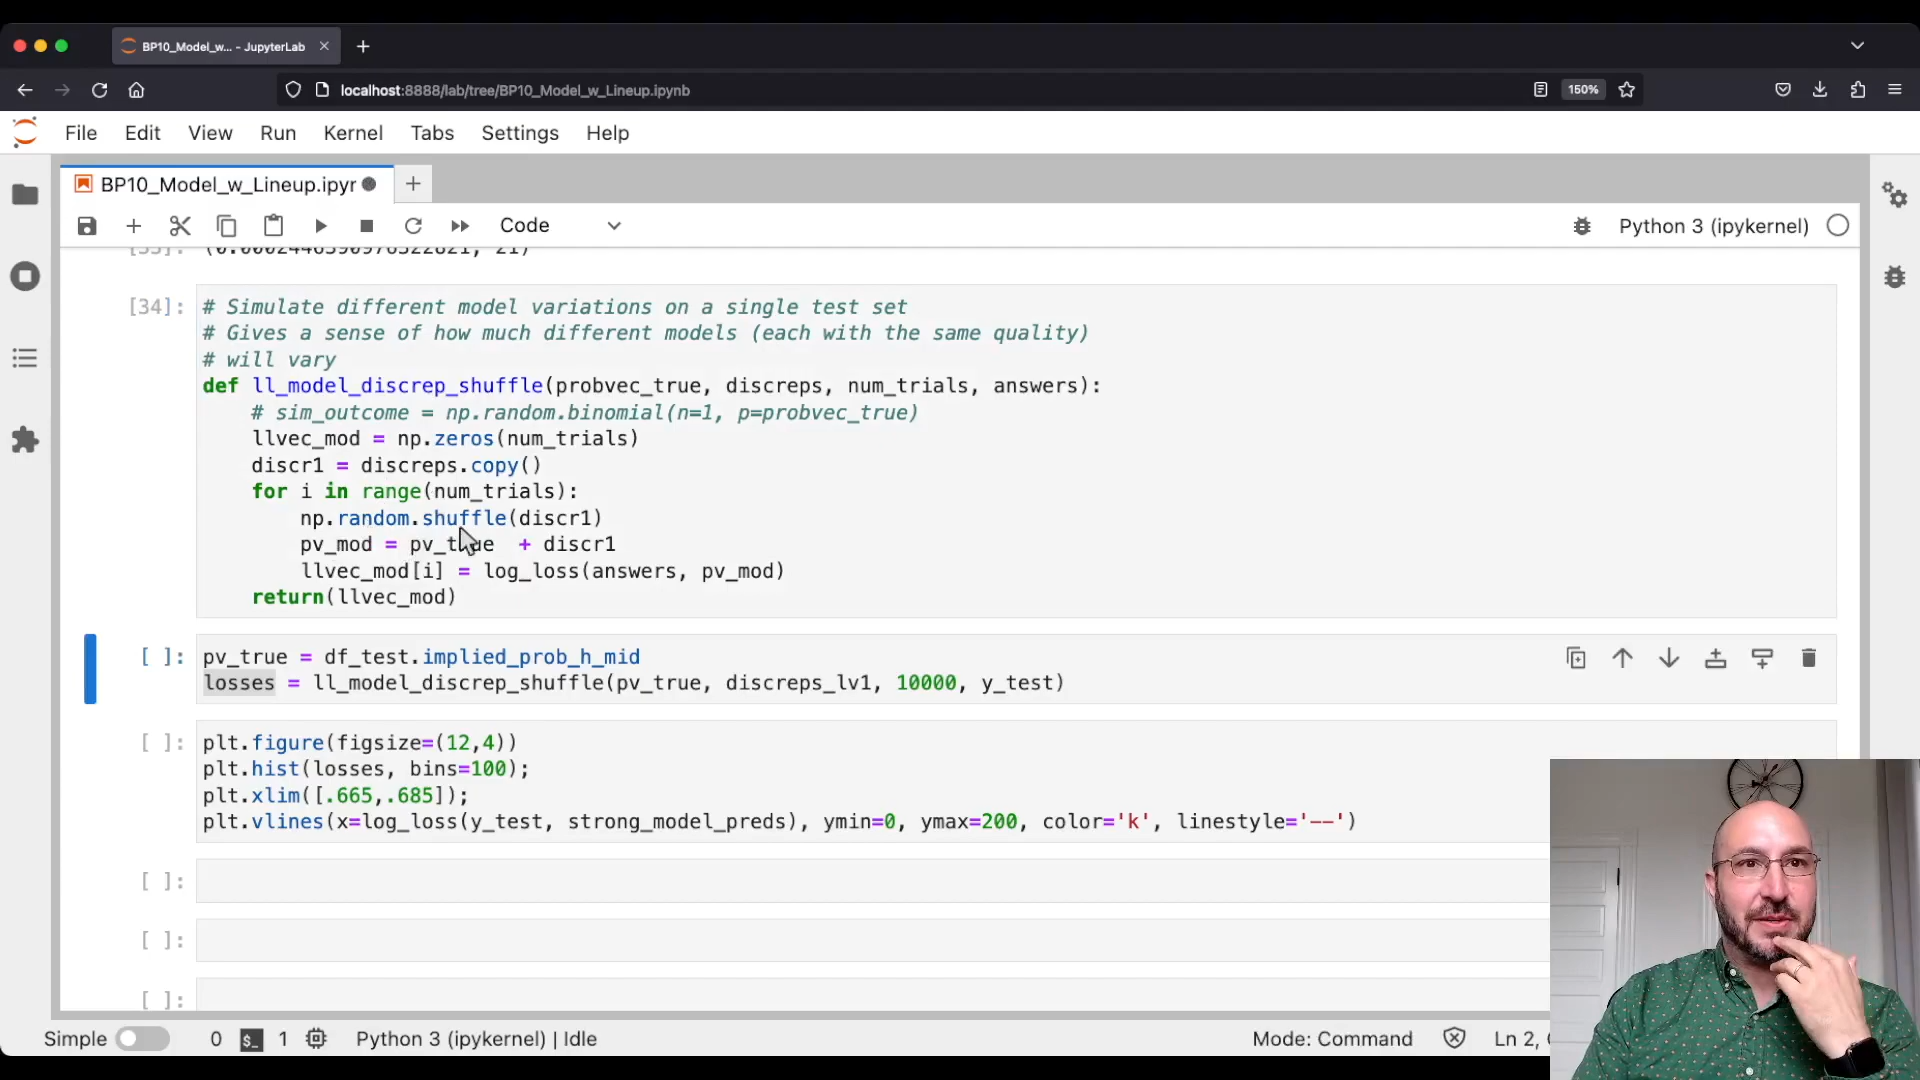 BP10_Model_w... - JupyterLab
localhost:8888/lab/tree/BP10_Model_w_Lineup.ipynb
150%
File Edit View Run Kernel Tabs Settings Help
BP10_Model_w_Lineup.ipyr
Code
Python 3 (ipykernel)
[34]:
# Simulate different model variations on a single test set
# Gives a sense of how much different models (each with the same quality)
# will vary
def ll_model_discrep_shuffle(probvec_true, discreps, num_trials, answers):
# sim_outcome = np.random.binomial(n=1, p=probvec_true)
llvec_mod = np.zeros(num_trials)
discr1 = discreps.copy()
for i in range(num_trials):
np.random.shuffle(discr1)
pv_mod = pv_true + discr1
llvec_mod[i] = log_loss(answers, pv_mod)
return(llvec_mod)
[ ]:
pv_true = df_test.implied_prob_h_mid
losses = ll_model_discrep_shuffle(pv_true, discreps_lv1, 10000, y_test)
[ ]:
plt.figure(figsize=(12,4))
plt.hist(losses, bins=100);
plt.xlim([.665,.685]);
plt.vlines(x=log_loss(y_test, strong_model_preds), ymin=0, ymax=200, color='k', linestyle='--')
[ ]:
[ ]:
[ ]:
Simple 0 $_ 1 Python 3 (ipykernel) | Idle Mode: Command Ln 2,